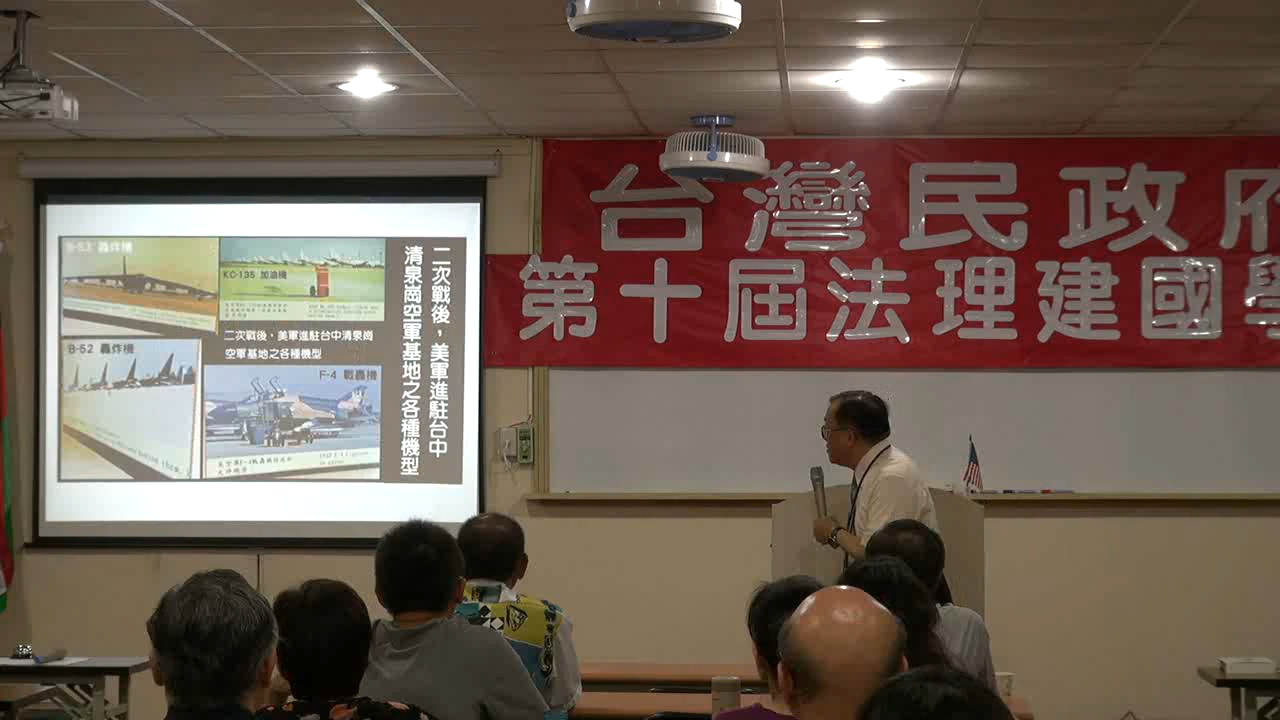 台灣民政府
第十屆法理建國學
B-52 轟炸機
KC-135 加油機
二次戰後，美軍進駐台中清泉崗
空軍基地之各種機型
B-52 轟炸機
F-4 戰轟機
二次戰後，美軍進駐台中
清泉崗空軍基地之各種機型